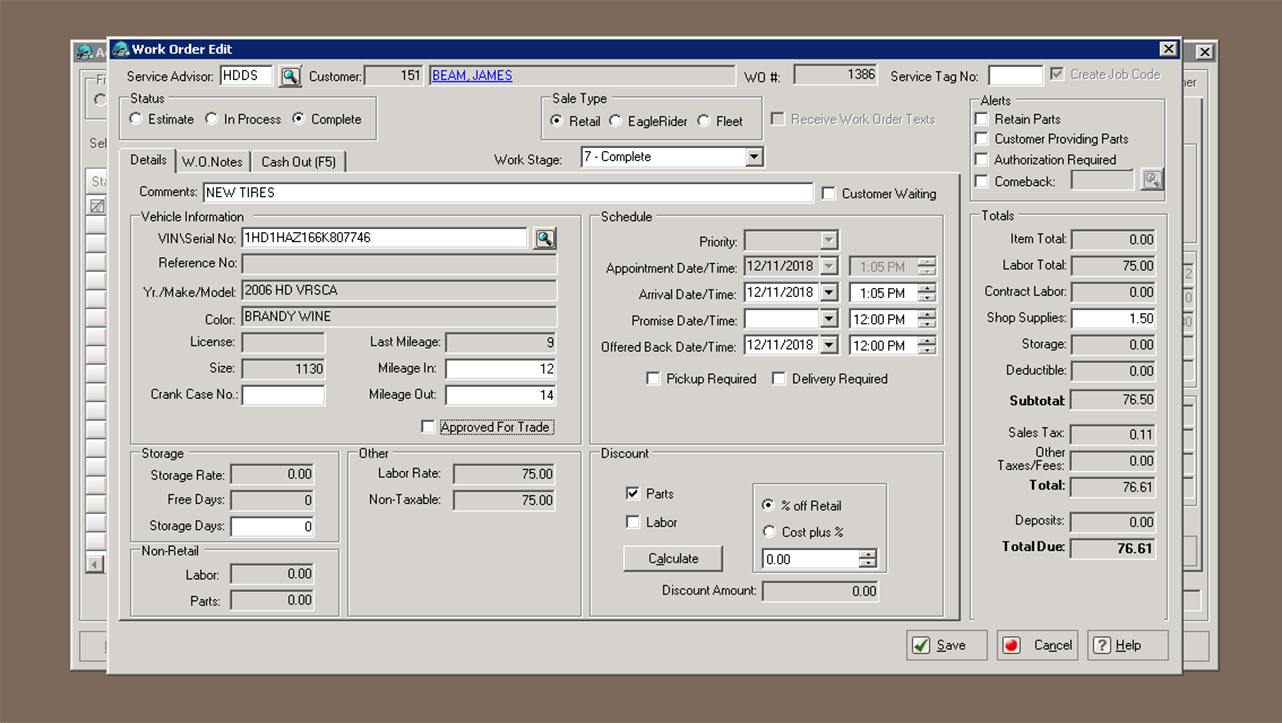 Work Order Edit
Service Advisor: HDDS Customer: 151 BEAM, JAMES WO #: 1386 Service Tag No: Create Job Code
Status
Estimate In Process Complete
Sale Type
Retail EagleRider Fleet
Receive Work Order Texts
Alerts
Retain Parts
Customer Providing Parts
Authorization Required
Comeback:
Details W.O.Notes Cash Out (F5)
Work Stage: 7 - Complete
Comments: NEW TIRES
Customer Waiting
Vehicle Information
VIN\Serial No: 1HD1HAZ166K807746
Reference No:
Yr./Make/Model: 2006 HD VRSCA
Color: BRANDY WINE
License: Last Mileage: 9
Size: 1130 Mileage In: 12
Crank Case No.: Mileage Out: 14
Approved For Trade
Schedule
Priority:
Appointment Date/Time: 12/11/2018 1:05 PM
Arrival Date/Time: 12/11/2018 1:05 PM
Promise Date/Time: 12:00 PM
Offered Back Date/Time: 12/11/2018 12:00 PM
Pickup Required Delivery Required
Totals
Item Total: 0.00
Labor Total: 75.00
Contract Labor: 0.00
Shop Supplies: 1.50
Storage: 0.00
Deductible: 0.00
Subtotal: 76.50
Sales Tax: 0.11
Other
Taxes/Fees: 0.00
Total: 76.61
Deposits: 0.00
Total Due: 76.61
Storage
Storage Rate: 0.00
Free Days: 0
Storage Days: 0
Non-Retail
Labor: 0.00
Parts: 0.00
Other
Labor Rate: 75.00
Non-Taxable: 75.00
Discount
Parts
Labor
% off Retail
Cost plus %
0.00
Calculate
Discount Amount: 0.00
Save Cancel ? Help